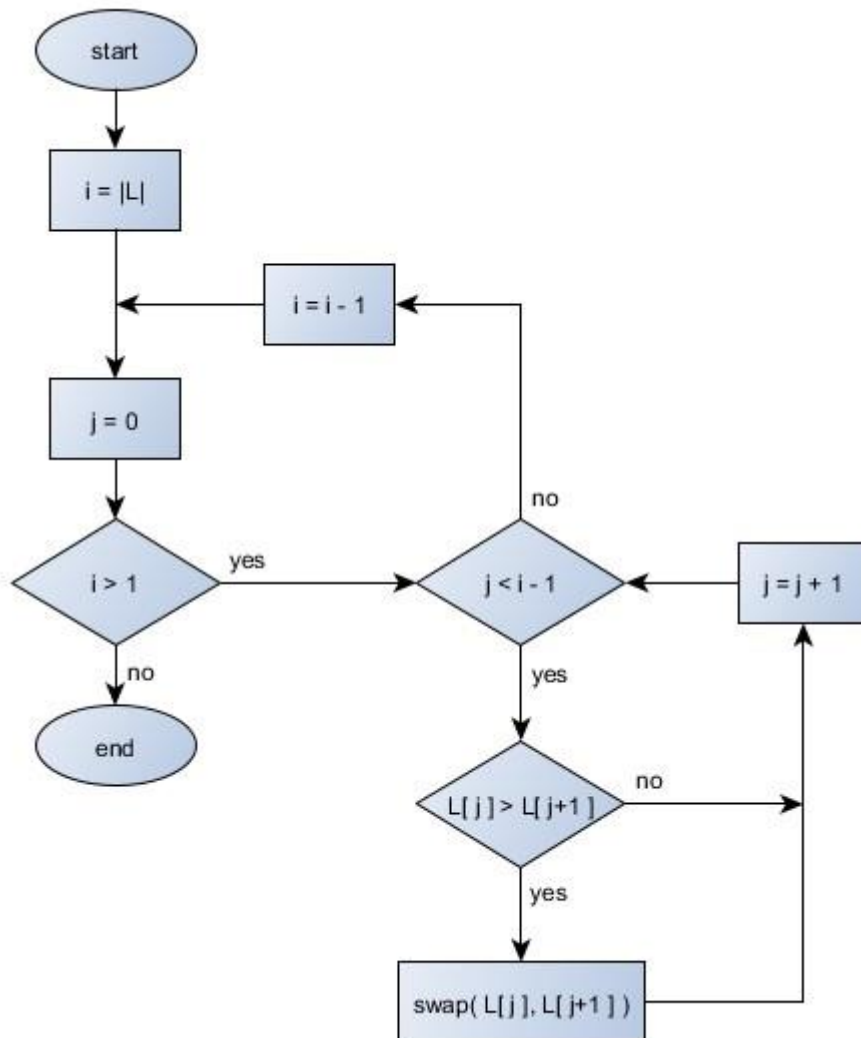 start
i = |L|
i = i - 1
j = 0
no
i > 1
yes
j < i - 1
j = j + 1
no
yes
end
L[ j ] > L[ j+1 ]
no
yes
swap( L[ j ], L[ j+1 ] )